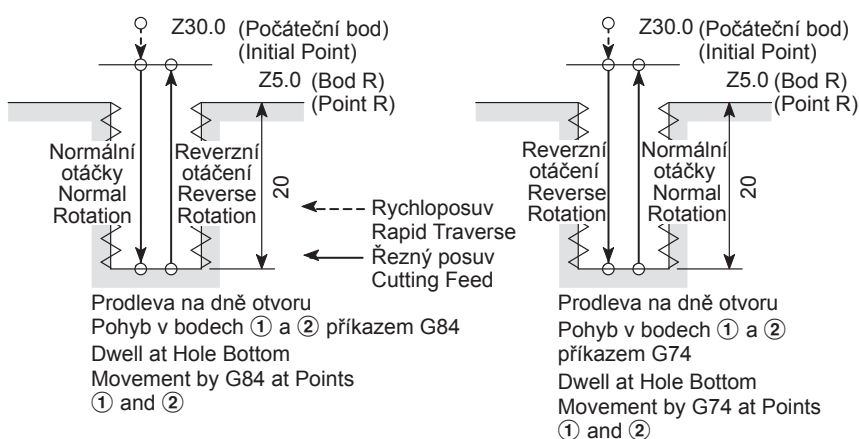 Z30.0 (Počáteční bod)
(Initial Point)
Z5.0 (Bod R)
(Point R)
Normální
otáčky
Normal
Rotation
Reverzní
otáčení
Reverse
Rotation
20
Rychloposuv
Rapid Traverse
Řezný posuv
Cutting Feed
Prodleva na dně otvoru
Pohyb v bodech ① a ② příkazem G84
Dwell at Hole Bottom
Movement by G84 at Points
① and ②
Z30.0 (Počáteční bod)
(Initial Point)
Z5.0 (Bod R)
(Point R)
Reverzní
otáčení
Reverse
Rotation
Normální
otáčky
Normal
Rotation
20
Prodleva na dně otvoru
Pohyb v bodech ① a ②
příkazem G74
Dwell at Hole Bottom
Movement by G74 at Points
① and ②